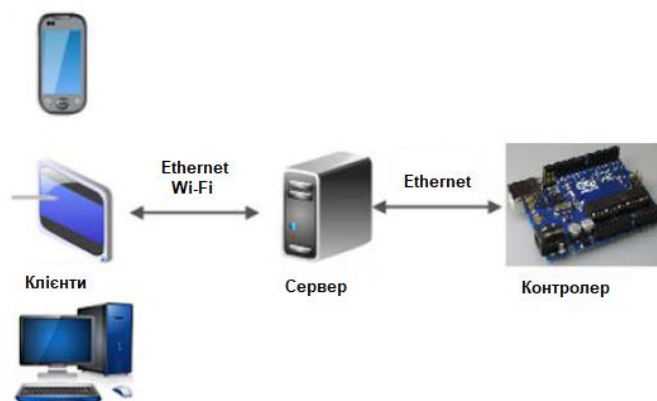 Ethernet
Wi-Fi
Ethernet
Клієнти
Сервер
Контролер